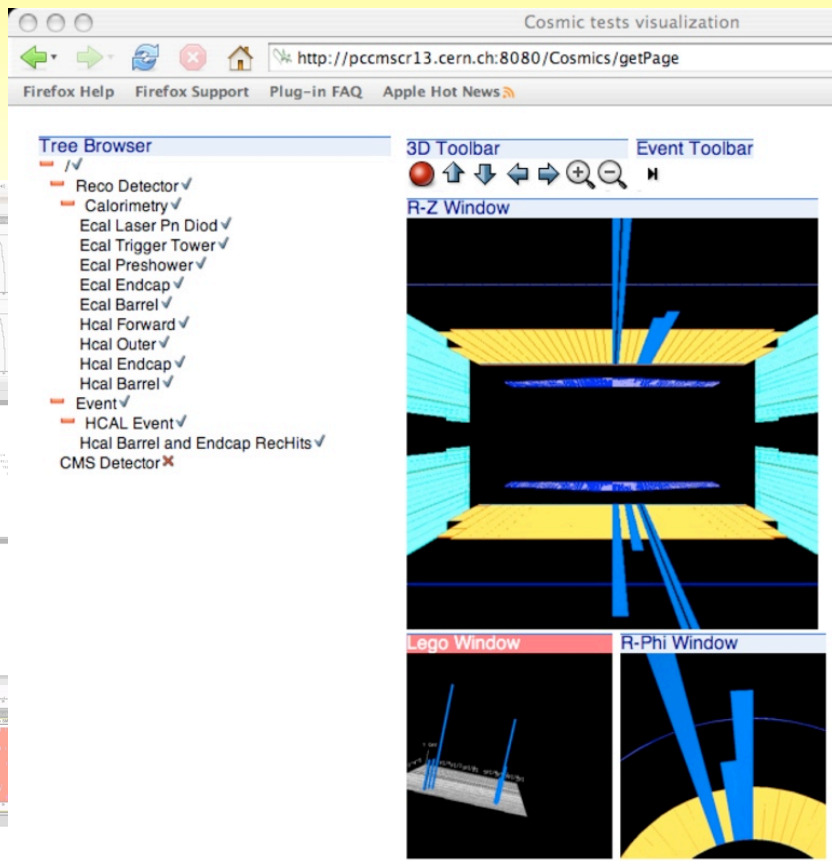 Cosmic tests visualization
http://pccmscr13.cern.ch:8080/Cosmics/getPage
Firefox Help Firefox Support Plug-in FAQ Apple Hot News
Tree Browser
/
Reco Detector
Calorimetry
Ecal Laser Pn Diod
Ecal Trigger Tower
Ecal Preshower
Ecal Endcap
Ecal Barrel
Hcal Forward
Hcal Outer
Hcal Endcap
Hcal Barrel
Event
HCAL Event
Hcal Barrel and Endcap RecHits
CMS Detector
3D Toolbar
Event Toolbar
R-Z Window
Lego Window
R-Phi Window